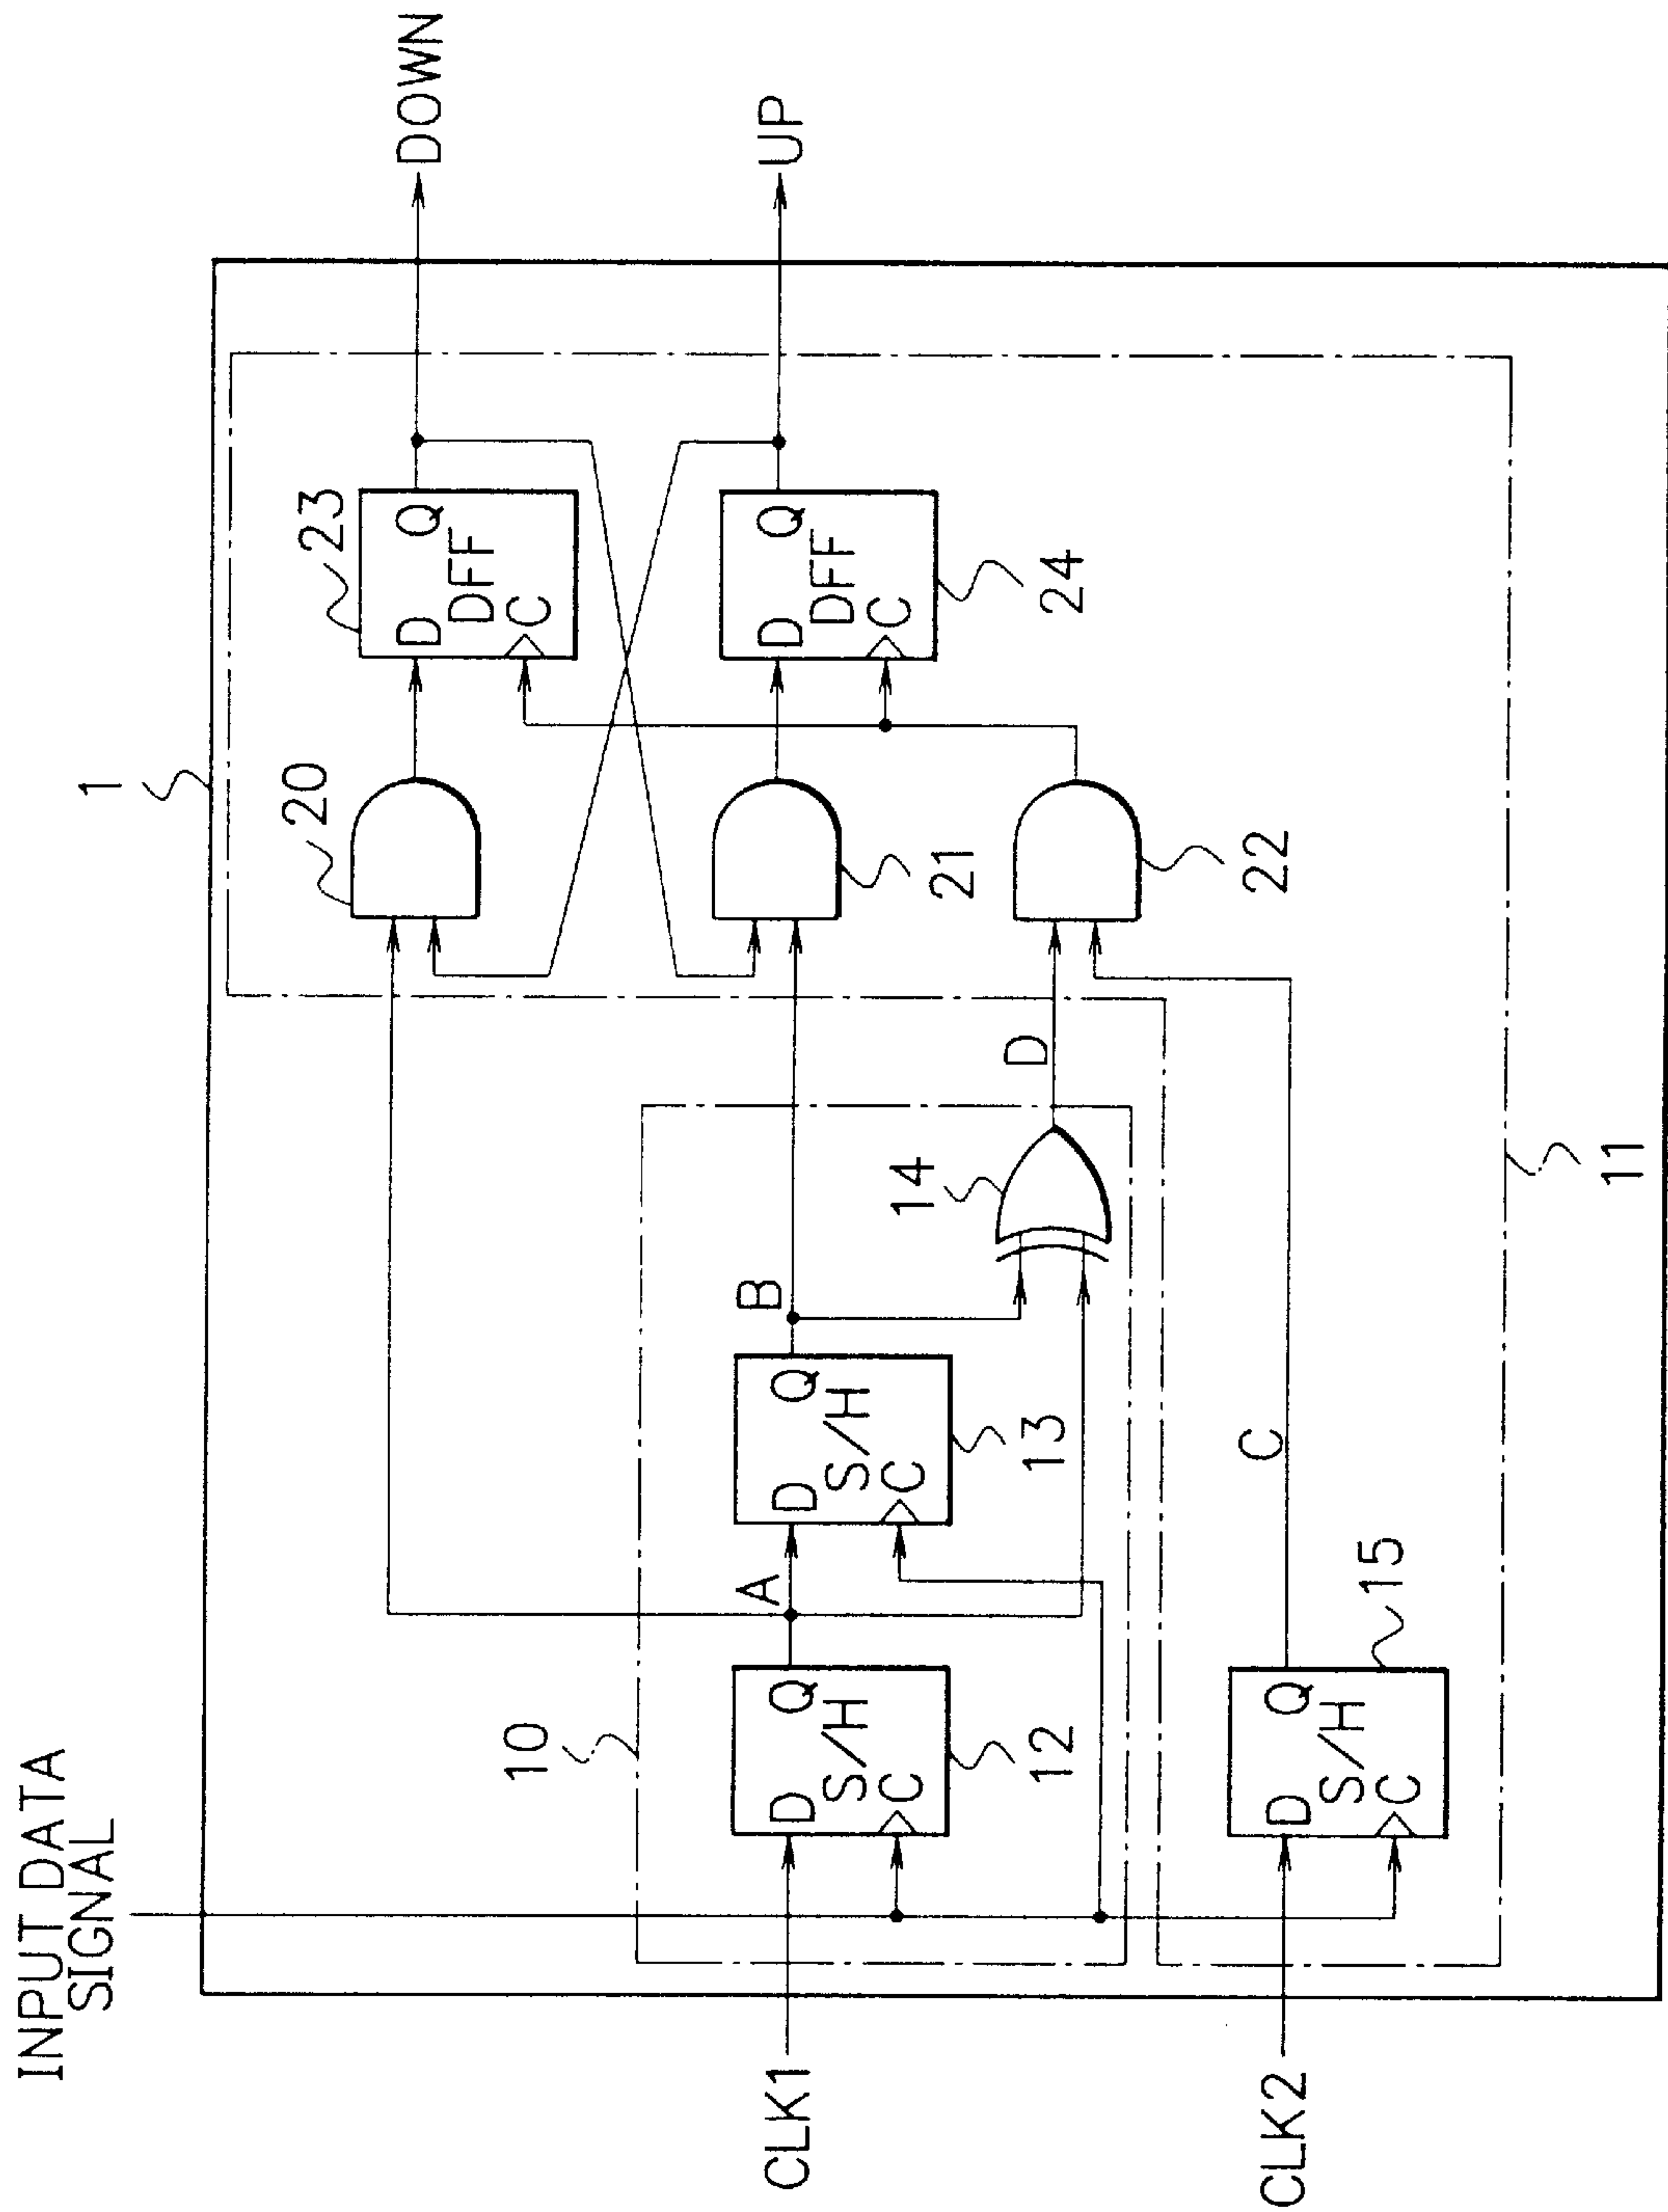 INPUT DATA
SIGNAL
1
DOWN
UP
CLK1
CLK2
10
11
20
21
22
23
D Q
DFF
C
24
D Q
DFF
C
12
D Q
S/H
C
A
13
D Q
S/H
C
B
14
D
15
D Q
S/H
C
C